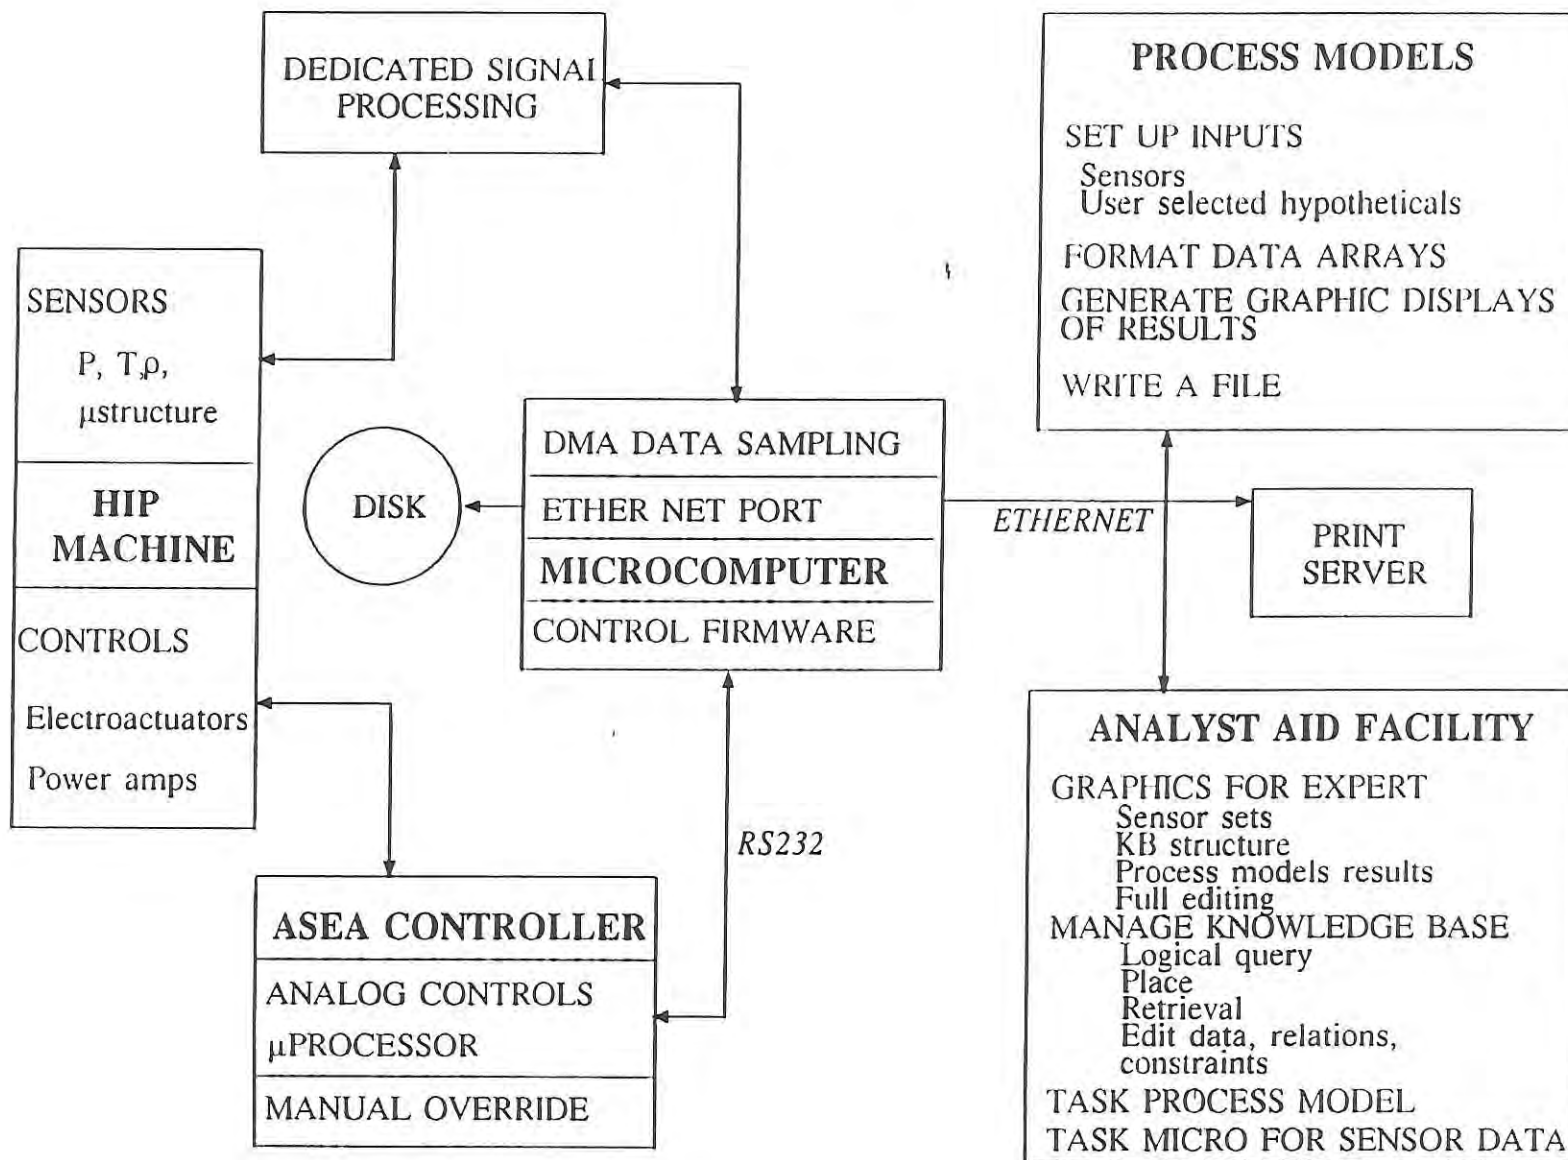 DEDICATED SIGNAL
PROCESSING
SENSORS
P, T,ρ,
μstructure
HIP
MACHINE
CONTROLS
Electroactuators
Power amps
DISK
DMA DATA SAMPLING
ETHER NET PORT
MICROCOMPUTER
CONTROL FIRMWARE
RS232
ASEA CONTROLLER
ANALOG CONTROLS
μPROCESSOR
MANUAL OVERRIDE
PROCESS MODELS
SET UP INPUTS
Sensors
User selected hypotheticals
FORMAT DATA ARRAYS
GENERATE GRAPHIC DISPLAYS
OF RESULTS
WRITE A FILE
ETHERNET
PRINT
SERVER
ANALYST AID FACILITY
GRAPHICS FOR EXPERT
Sensor sets
KB structure
Process models results
Full editing
MANAGE KNOWLEDGE BASE
Logical query
Place
Retrieval
Edit data, relations,
constraints
TASK PROCESS MODEL
TASK MICRO FOR SENSOR DATA